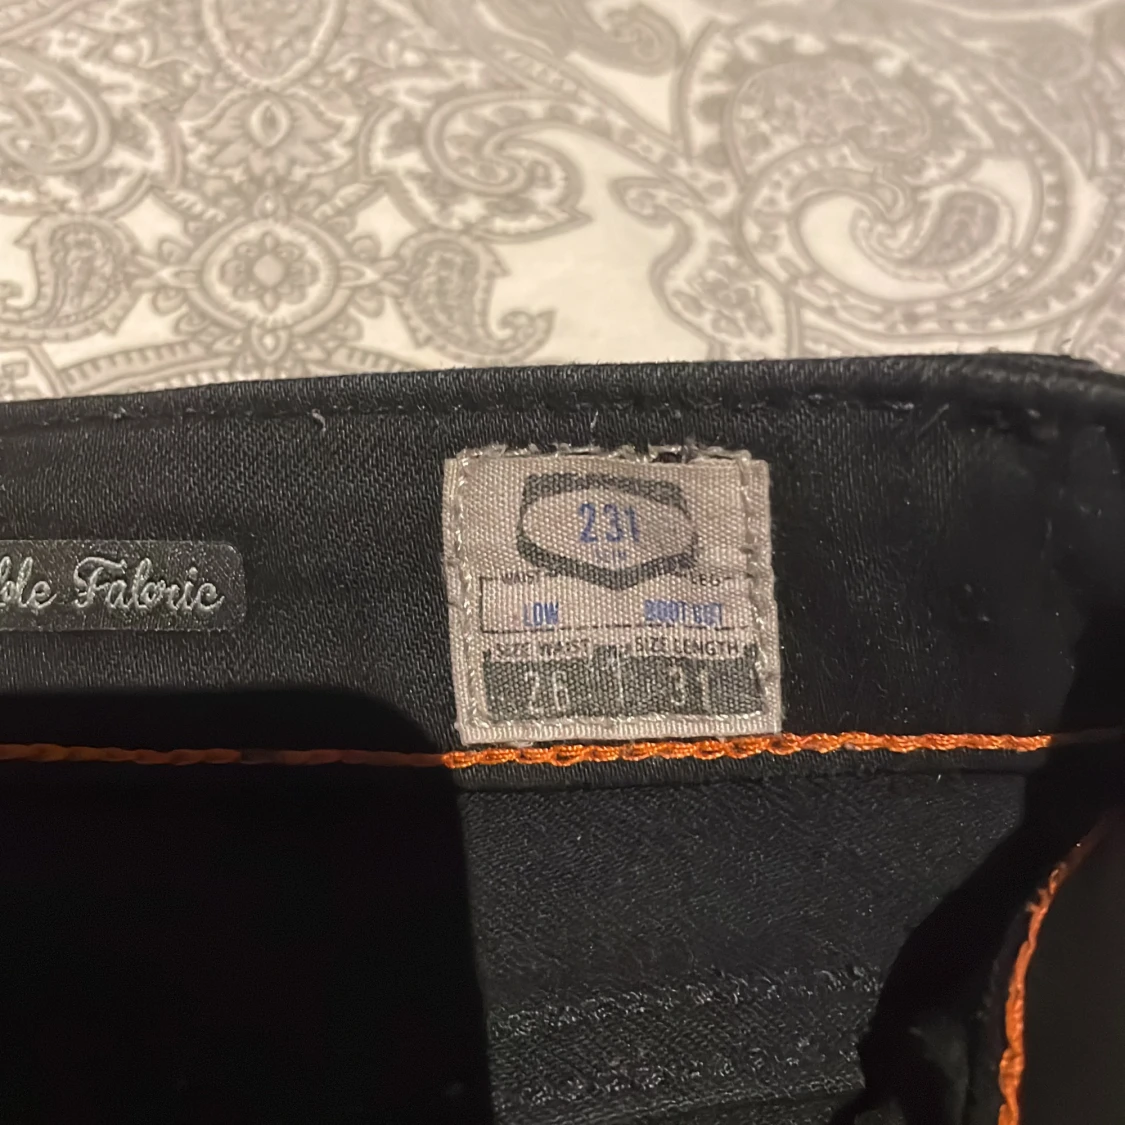 ble Fabric
231
WAIST LEG
LOW BOOT CUT
SIZE WAIST SIZE LENGTH
26 31